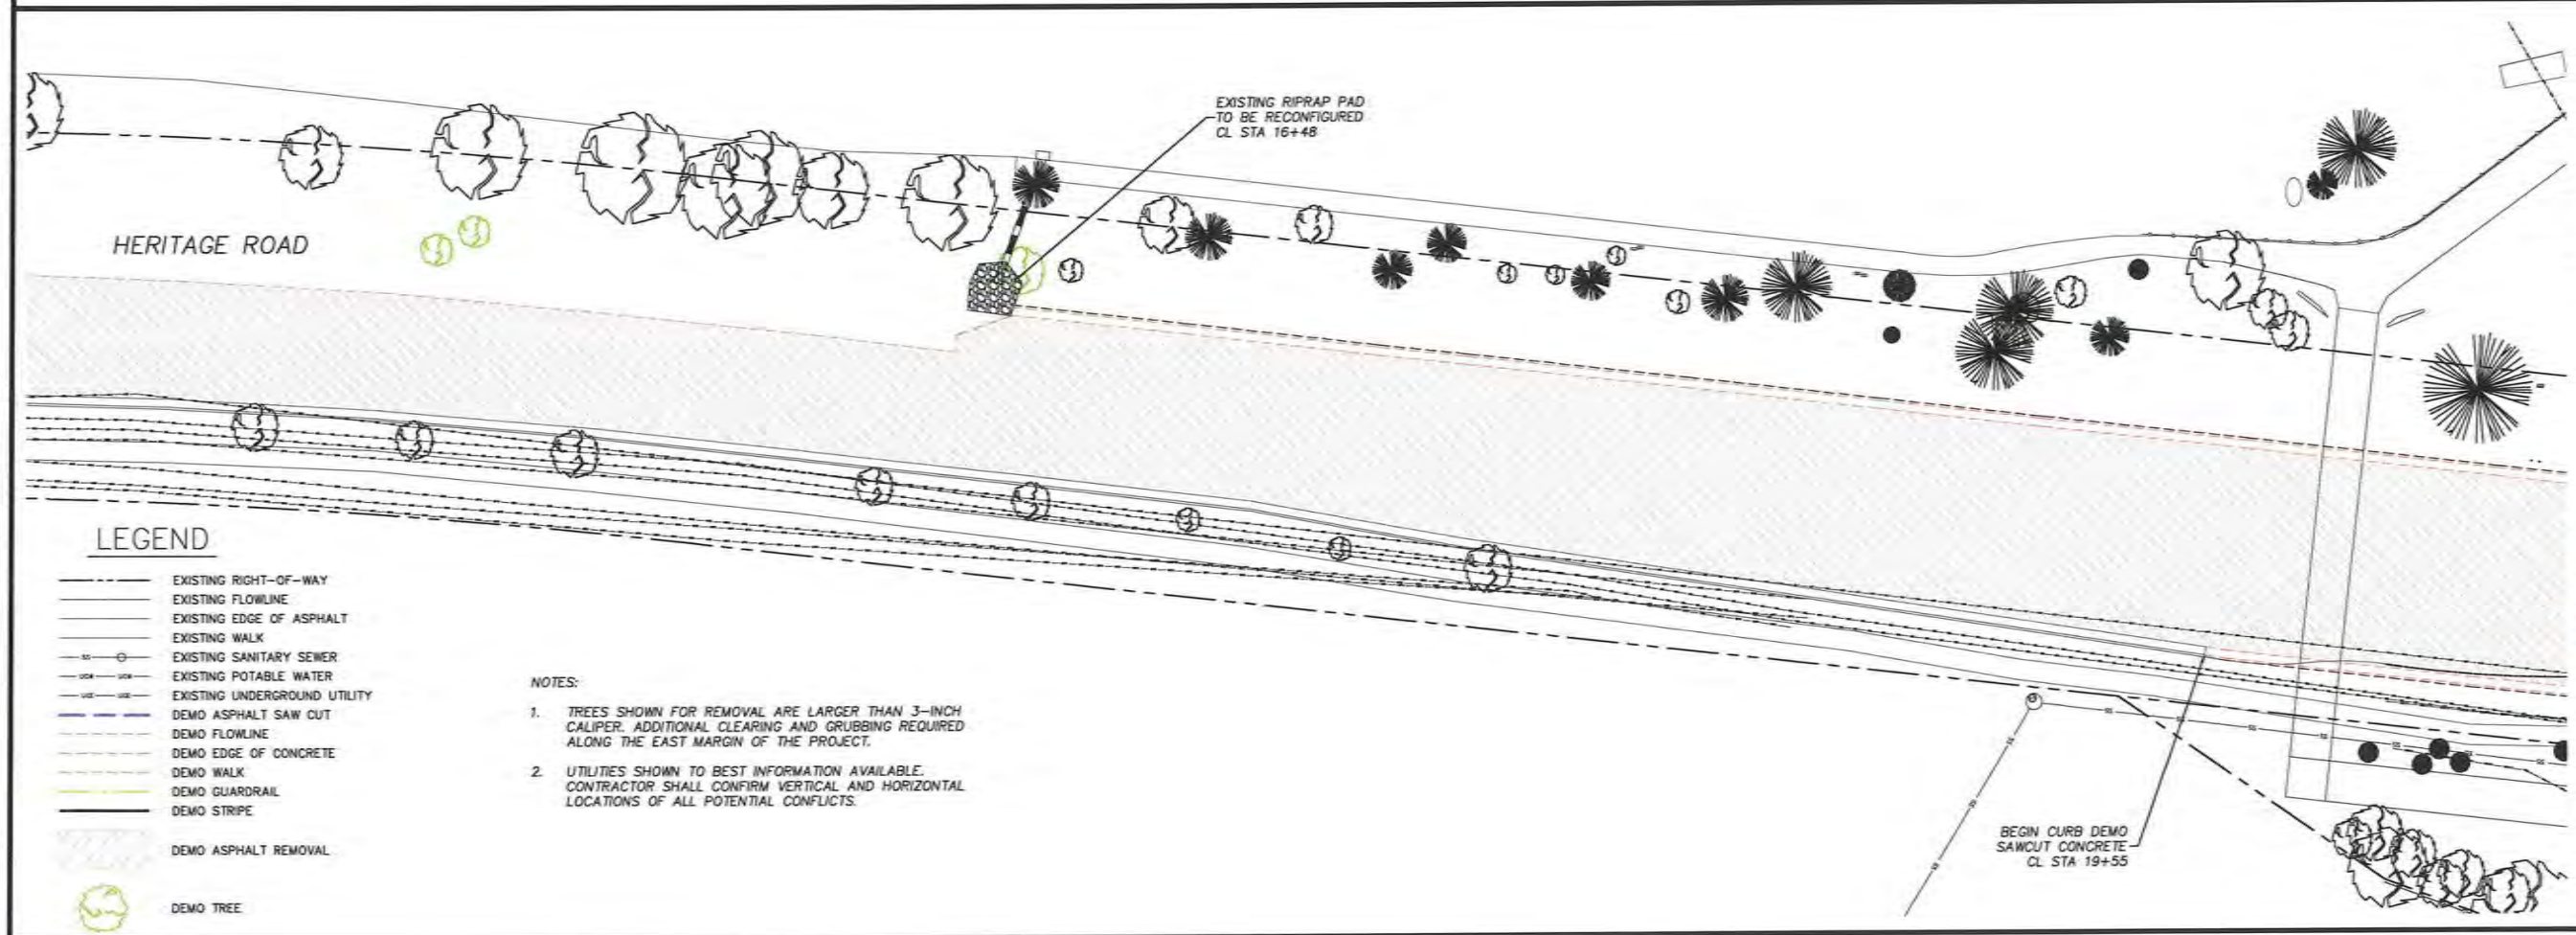 EXISTING RIPRAP PAD
TO BE RECONFIGURED
CL STA 16+48
HERITAGE ROAD
LEGEND
EXISTING RIGHT-OF-WAY
EXISTING FLOWLINE
EXISTING EDGE OF ASPHALT
EXISTING WALK
SS EXISTING SANITARY SEWER
EXISTING POTABLE WATER
EXISTING UNDERGROUND UTILITY
DEMO ASPHALT SAW CUT
DEMO FLOWLINE
DEMO EDGE OF CONCRETE
DEMO WALK
DEMO GUARDRAIL
DEMO STRIPE
DEMO ASPHALT REMOVAL
DEMO TREE
NOTES:
1. TREES SHOWN FOR REMOVAL ARE LARGER THAN 3-INCH
CALIPER. ADDITIONAL CLEARING AND GRUBBING REQUIRED
ALONG THE EAST MARGIN OF THE PROJECT.
2. UTILITIES SHOWN TO BEST INFORMATION AVAILABLE.
CONTRACTOR SHALL CONFIRM VERTICAL AND HORIZONTAL
LOCATIONS OF ALL POTENTIAL CONFLICTS.
BEGIN CURB DEMO
SAWCUT CONCRETE
CL STA 19+55